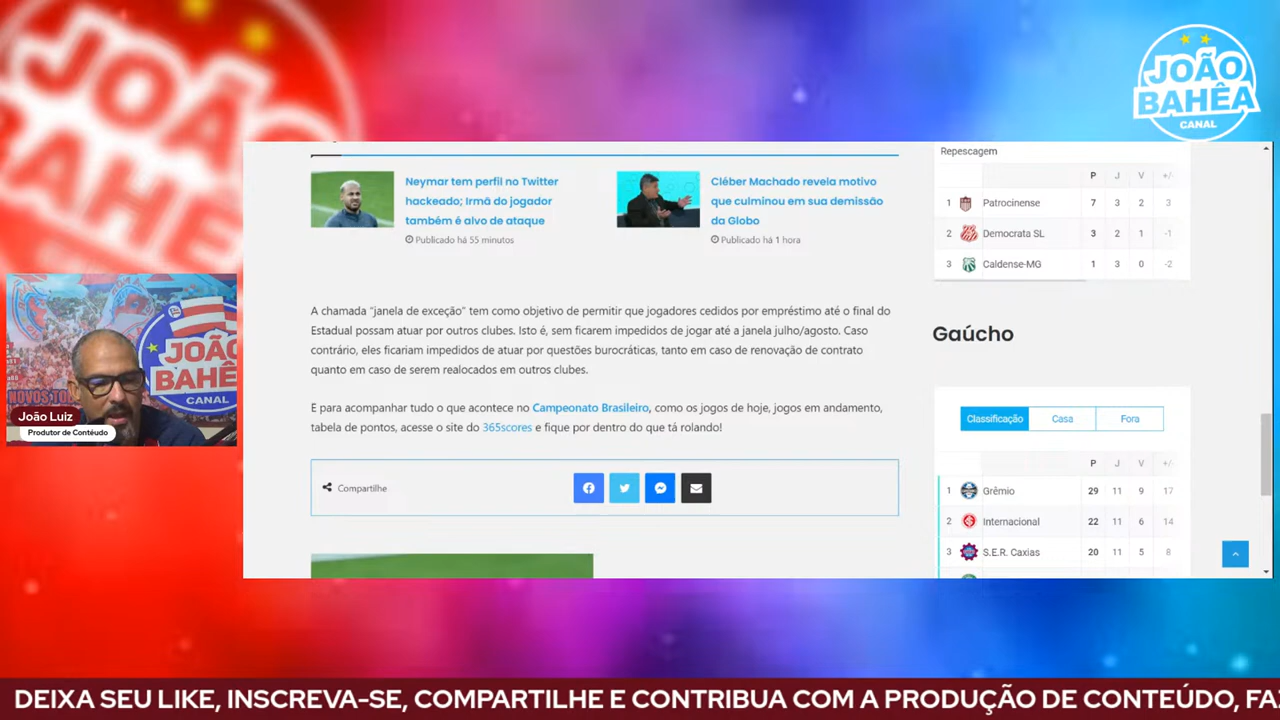 JOÃO
BAHÊA
JOÃO
BAHÊA
CANAL
Repescagem
P J V +/-
1 Patrocinense 7 3 2 3
2 Democrata SL 3 2 1 -1
3 Caldense-MG 1 3 0 -2
Neymar tem perfil no Twitter
hackeado; Irmã do jogador
também é alvo de ataque
Publicado há 55 minutos
Cléber Machado revela motivo
que culminou em sua demissão
da Globo
Publicado há 1 hora
A chamada “janela de exceção” tem como objetivo de permitir que jogadores cedidos por empréstimo até o final do
Estadual possam atuar por outros clubes. Isto é, sem ficarem impedidos de jogar até a janela julho/agosto. Caso
contrário, eles ficariam impedidos de atuar por questões burocráticas, tanto em caso de renovação de contrato
quanto em caso de serem realocados em outros clubes.
E para acompanhar tudo o que acontece no Campeonato Brasileiro, como os jogos de hoje, jogos em andamento,
tabela de pontos, acesse o site do 365scores e fique por dentro do que tá rolando!
Compartilhe
Gaúcho
Classificação Casa Fora
P J V +/-
1 Grêmio 29 11 9 17
2 Internacional 22 11 6 14
3 S.E.R. Caxias 20 11 5 8
JOÃO
BAHÊA
CANAL
João Luiz
Produtor de Contéudo
DEIXA SEU LIKE, INSCREVA-SE, COMPARTILHE E CONTRIBUA COM A PRODUÇÃO DE CONTEÚDO, FAZ